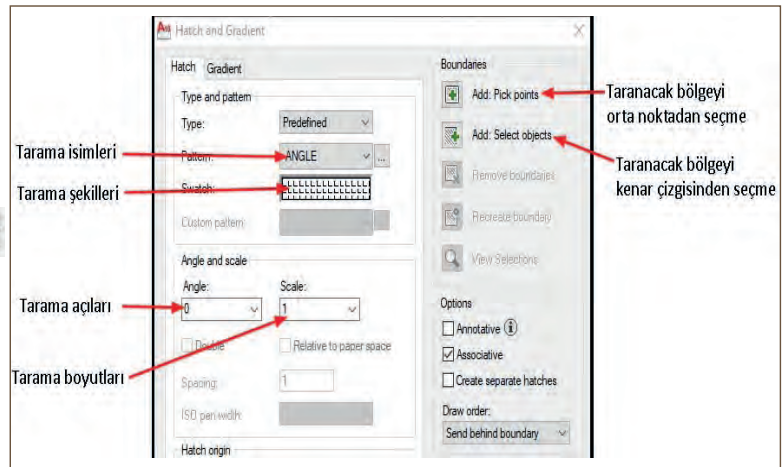 Hatch and Gradient
Hatch Gradient
Type and pattern
Type:
Predefined
Pattern:
ANGLE
...
Swatch:
Custom pattern:
Angle and scale
Angle:
Scale:
0
1
Double
Relative to paper space
Spacing:
1
ISO pen width:
Hatch origin
Boundaries
Add: Pick points
Add: Select objects
Remove boundaries
Recreate boundary
View Selections
Options
Annotative
Associative
Create separate hatches
Draw order:
Send behind boundary
Tarama isimleri
Tarama şekilleri
Tarama açıları
Tarama boyutları
Taranacak bölgeyi
orta noktadan seçme
Taranacak bölgeyi
kenar çizgisinden seçme